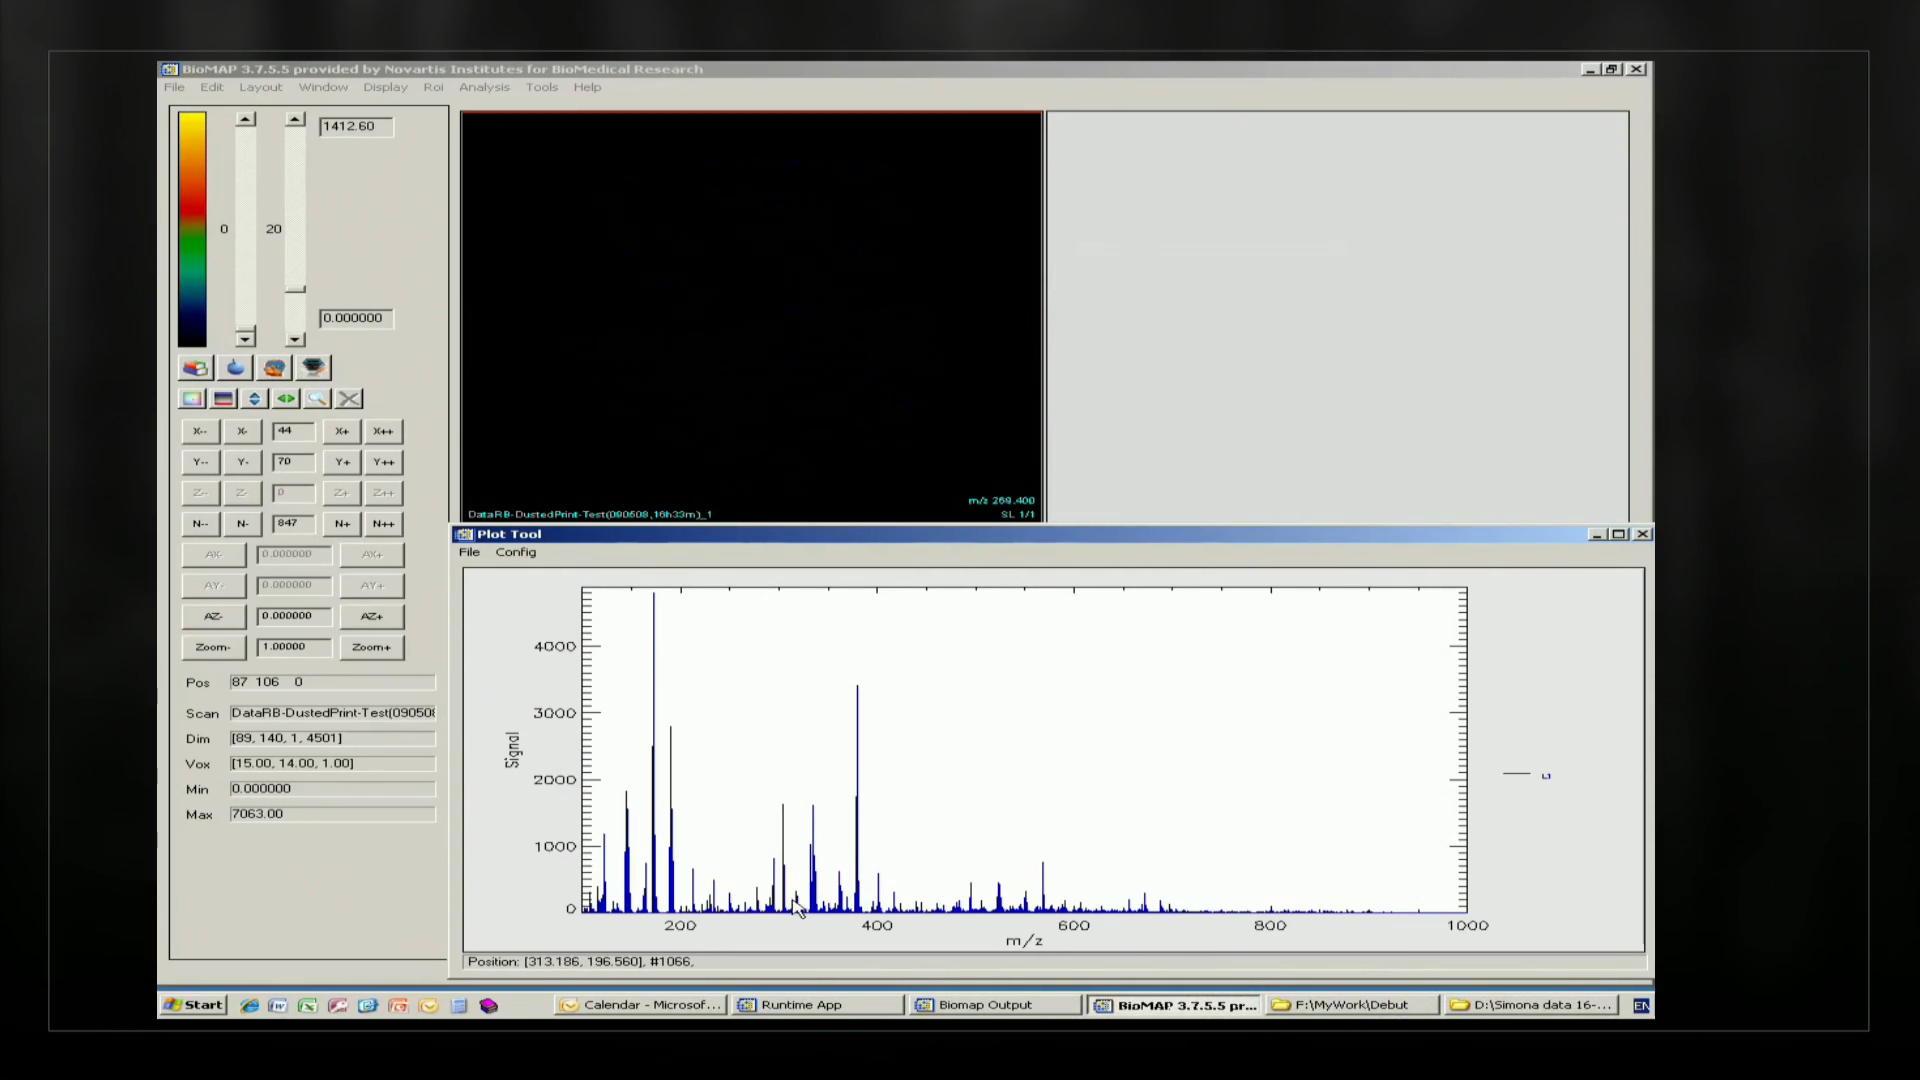 BioMAP 3.7.5.5 provided by Novartis Institutes for BioMedical Research
File Edit Layout Window Display Roi Analysis Tools Help
1412.60
0 20
0.000000
X-- X- 44 X+ X++
Y-- Y- 70 Y+ Y++
Z-- Z- 0 Z+ Z++
N-- N- 847 N+ N++
AX- 0.000000 AX+
AY- 0.000000 AY+
AZ- 0.000000 AZ+
Zoom- 1.00000 Zoom+
Pos 87 106 0
Scan DataRB-DustedPrint-Test(090508
Dim [89, 140, 1, 4501]
Vox [15.00, 14.00, 1.00]
Min 0.000000
Max 7063.00
m/z 269.400
DataRB-DustedPrint-Test(090508,16h33m)_1
SL 1/1
Plot Tool
File Config
4000
3000
2000
1000
0
Signal
200 400 600 800 1000
m/z
Position: [313.186, 196.560], #1066,
Start
Calendar - Microsof...
Runtime App
Biomap Output
BioMAP 3.7.5.5 pr...
F:\MyWork\Debut
D:\Simona data 16-...
EN